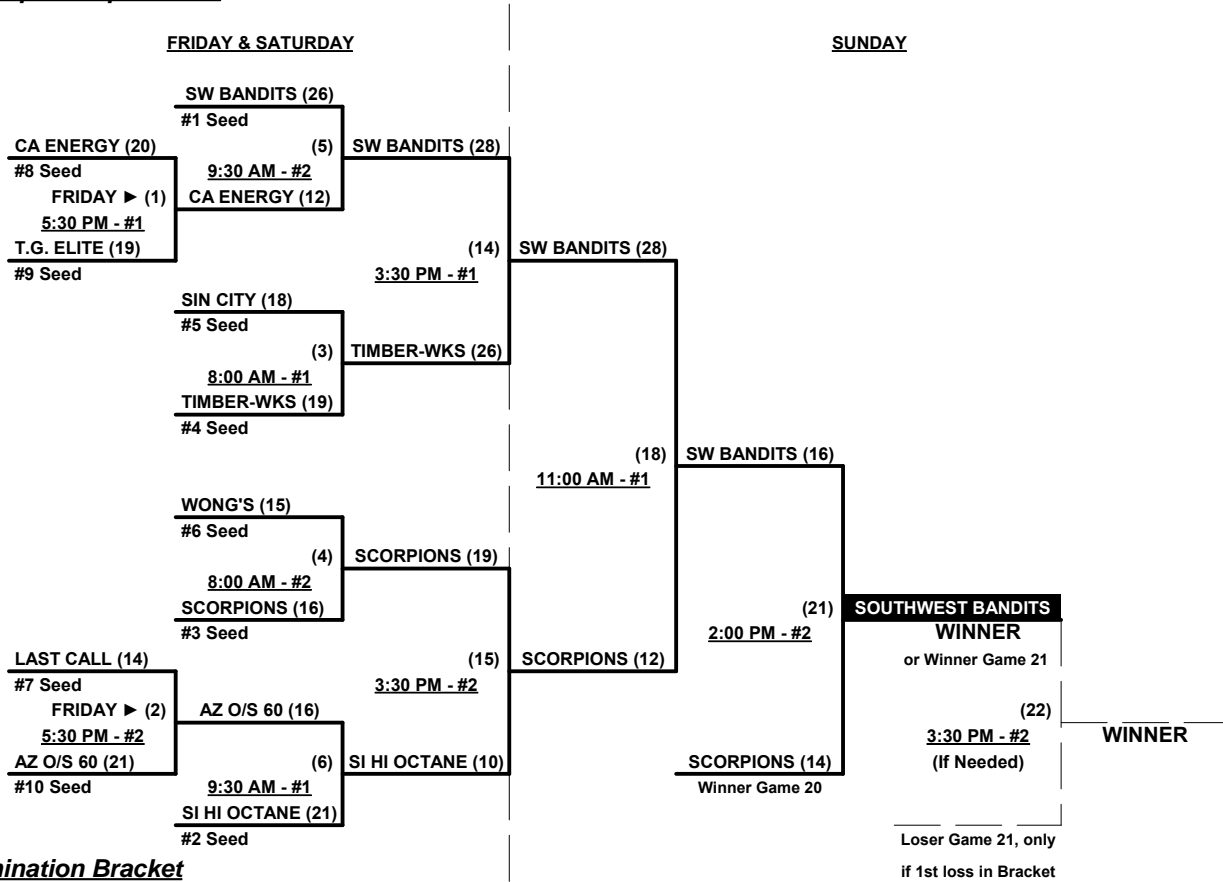 FRIDAY & SATURDAY
SUNDAY
SW BANDITS (26)
#1 Seed
CA ENERGY (20)
(5)
SW BANDITS (28)
#8 Seed
9:30 AM - #2
FRIDAY ► (1)
CA ENERGY (12)
5:30 PM - #1
T.G. ELITE (19)
(14)
SW BANDITS (28)
#9 Seed
3:30 PM - #1
SIN CITY (18)
#5 Seed
(3)
TIMBER-WKS (26)
8:00 AM - #1
TIMBER-WKS (19)
#4 Seed
(18)
SW BANDITS (16)
11:00 AM - #1
WONG'S (15)
#6 Seed
(4)
SCORPIONS (19)
8:00 AM - #2
SCORPIONS (16)
(21)
SOUTHWEST BANDITS
#3 Seed
2:00 PM - #2
WINNER
LAST CALL (14)
(15)
SCORPIONS (12)
or Winner Game 21
#7 Seed
3:30 PM - #2
FRIDAY ► (2)
AZ O/S 60 (16)
(22)
5:30 PM - #2
3:30 PM - #2
WINNER
AZ O/S 60 (21)
(6)
SI HI OCTANE (10)
SCORPIONS (14)
(If Needed)
#10 Seed
9:30 AM - #1
Winner Game 20
SI HI OCTANE (21)
#2 Seed
Loser Game 21, only
if 1st loss in Bracket
mination Bracket